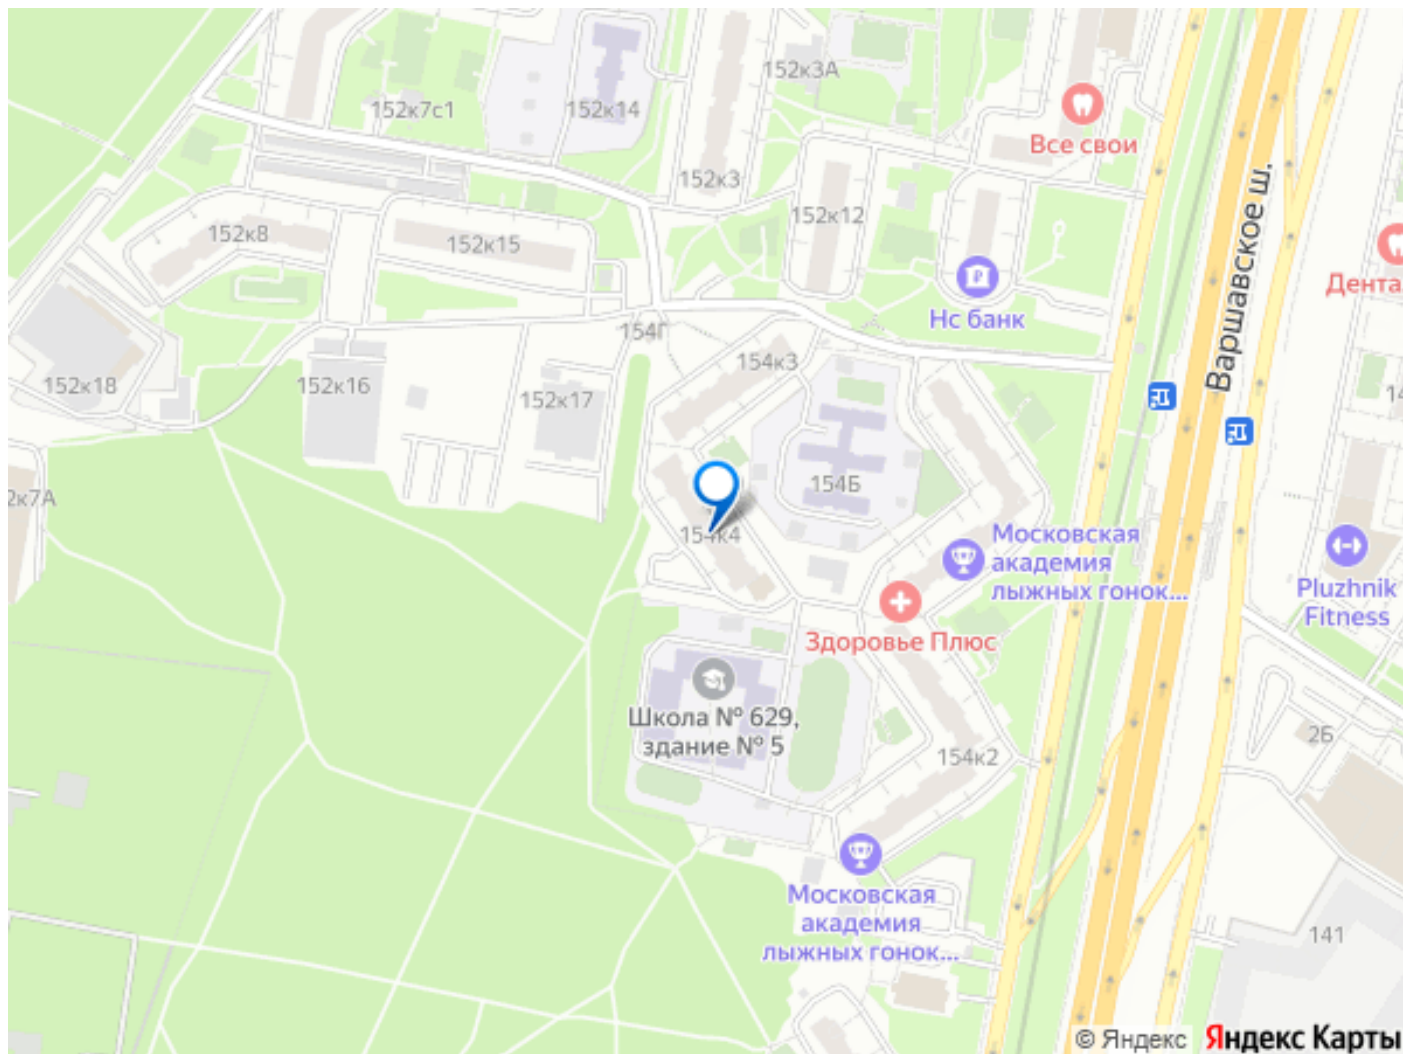 152к3А
152к7с1
152к14
Все свои
152к3
152к12
Варшавское ш.
152к8
152к15
Дента
Нс банк
154Г
154к3
152к18
152к16
152к17
14
154Б
2к7А
154к4
Московская
академия
лыжных гонок...
Pluzhnik
Fitness
Здоровье Плюс
Школа № 629,
здание № 5
2Б
154к2
Московская
академия
лыжных гонок...
141
© Яндекс
Яндекс Карты